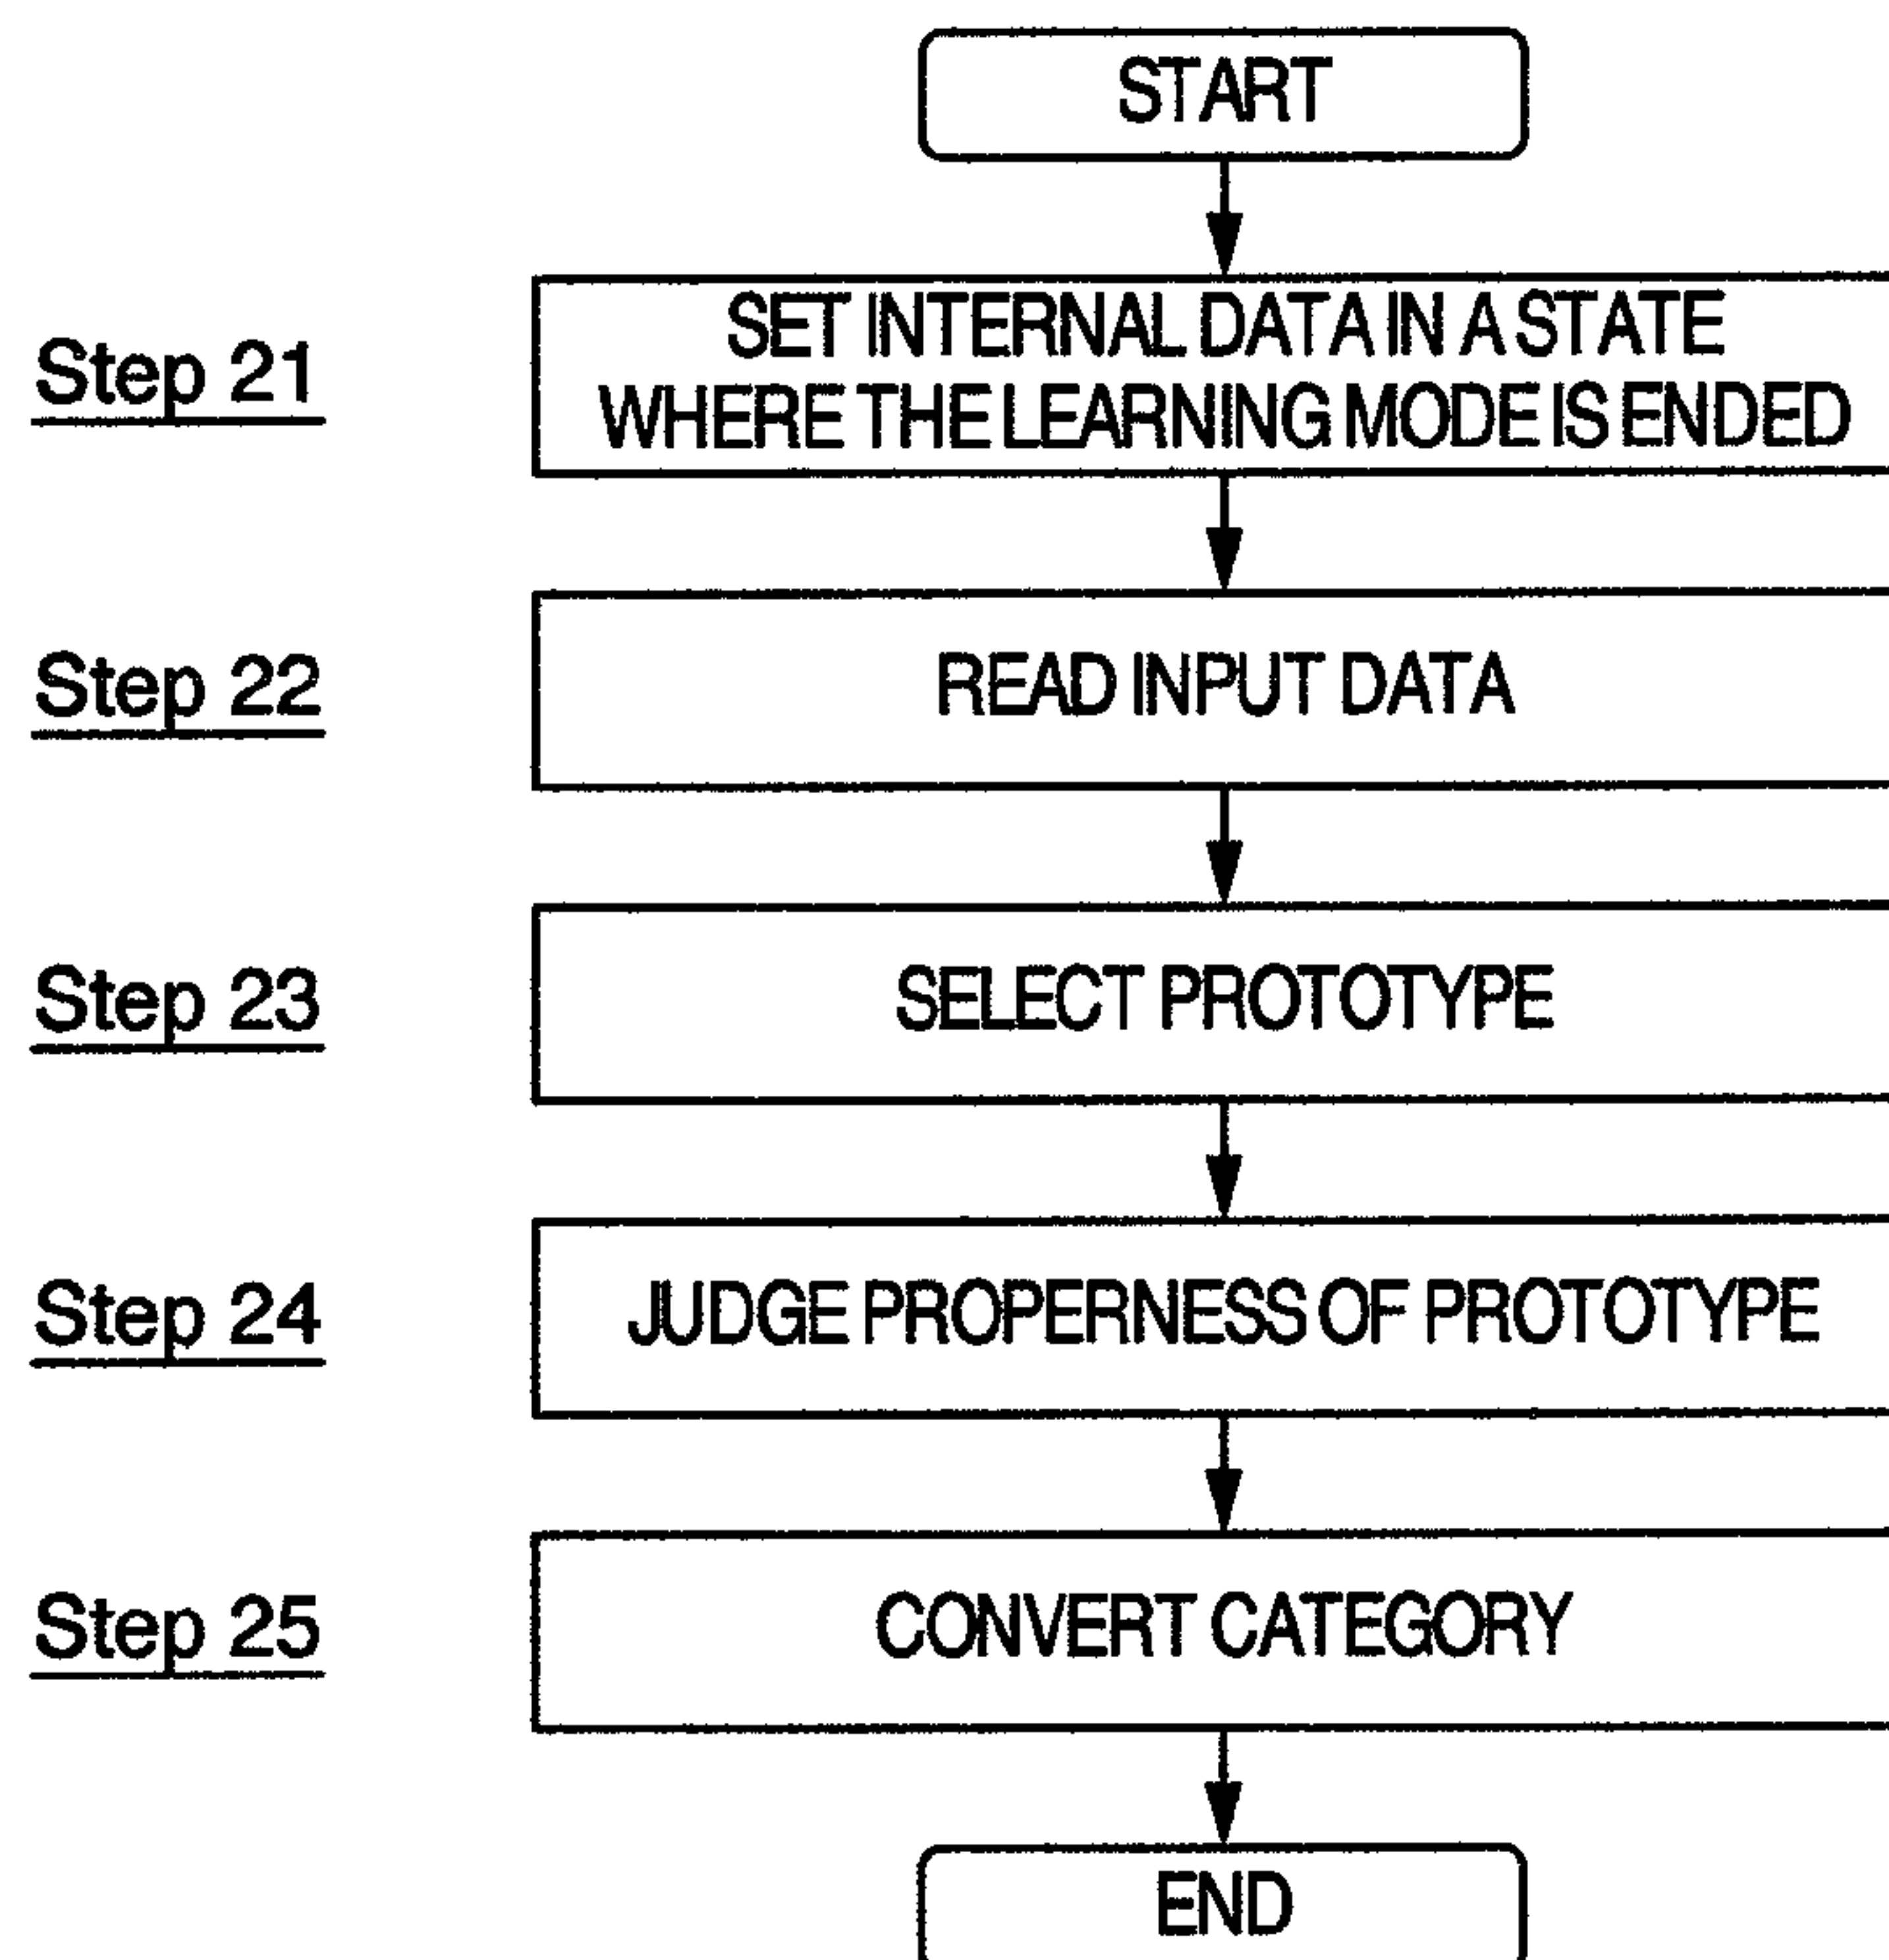 START
Step 21
SET INTERNAL DATA IN A STATE
WHERE THE LEARNING MODE IS ENDED
Step 22
READ INPUT DATA
Step 23
SELECT PROTOTYPE
Step 24
JUDGE PROPERNESS OF PROTOTYPE
Step 25
CONVERT CATEGORY
END